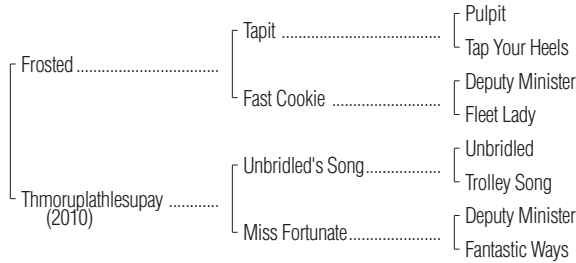 Pulpit
Tapit
Tap Your Heels
Frosted
Deputy Minister
Fast Cookie
Fleet Lady
Unbridled
Unbridled's Song
Trolley Song
Thmoruplathlesupay
(2010)
Deputy Minister
Miss Fortunate
Fantastic Ways